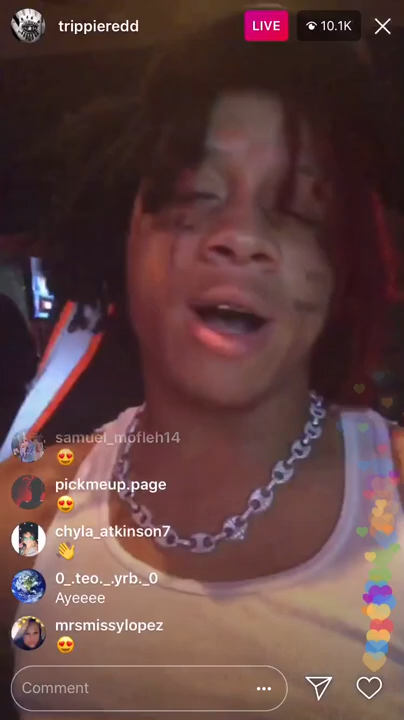 trippieredd
LIVE
10.1K
samuel_mofleh14
😍
pickmeup.page
😍
chyla_atkinson7
👋
0_.teo._.yrb._0
Ayeeee
mrsmissylopez
😍
Comment